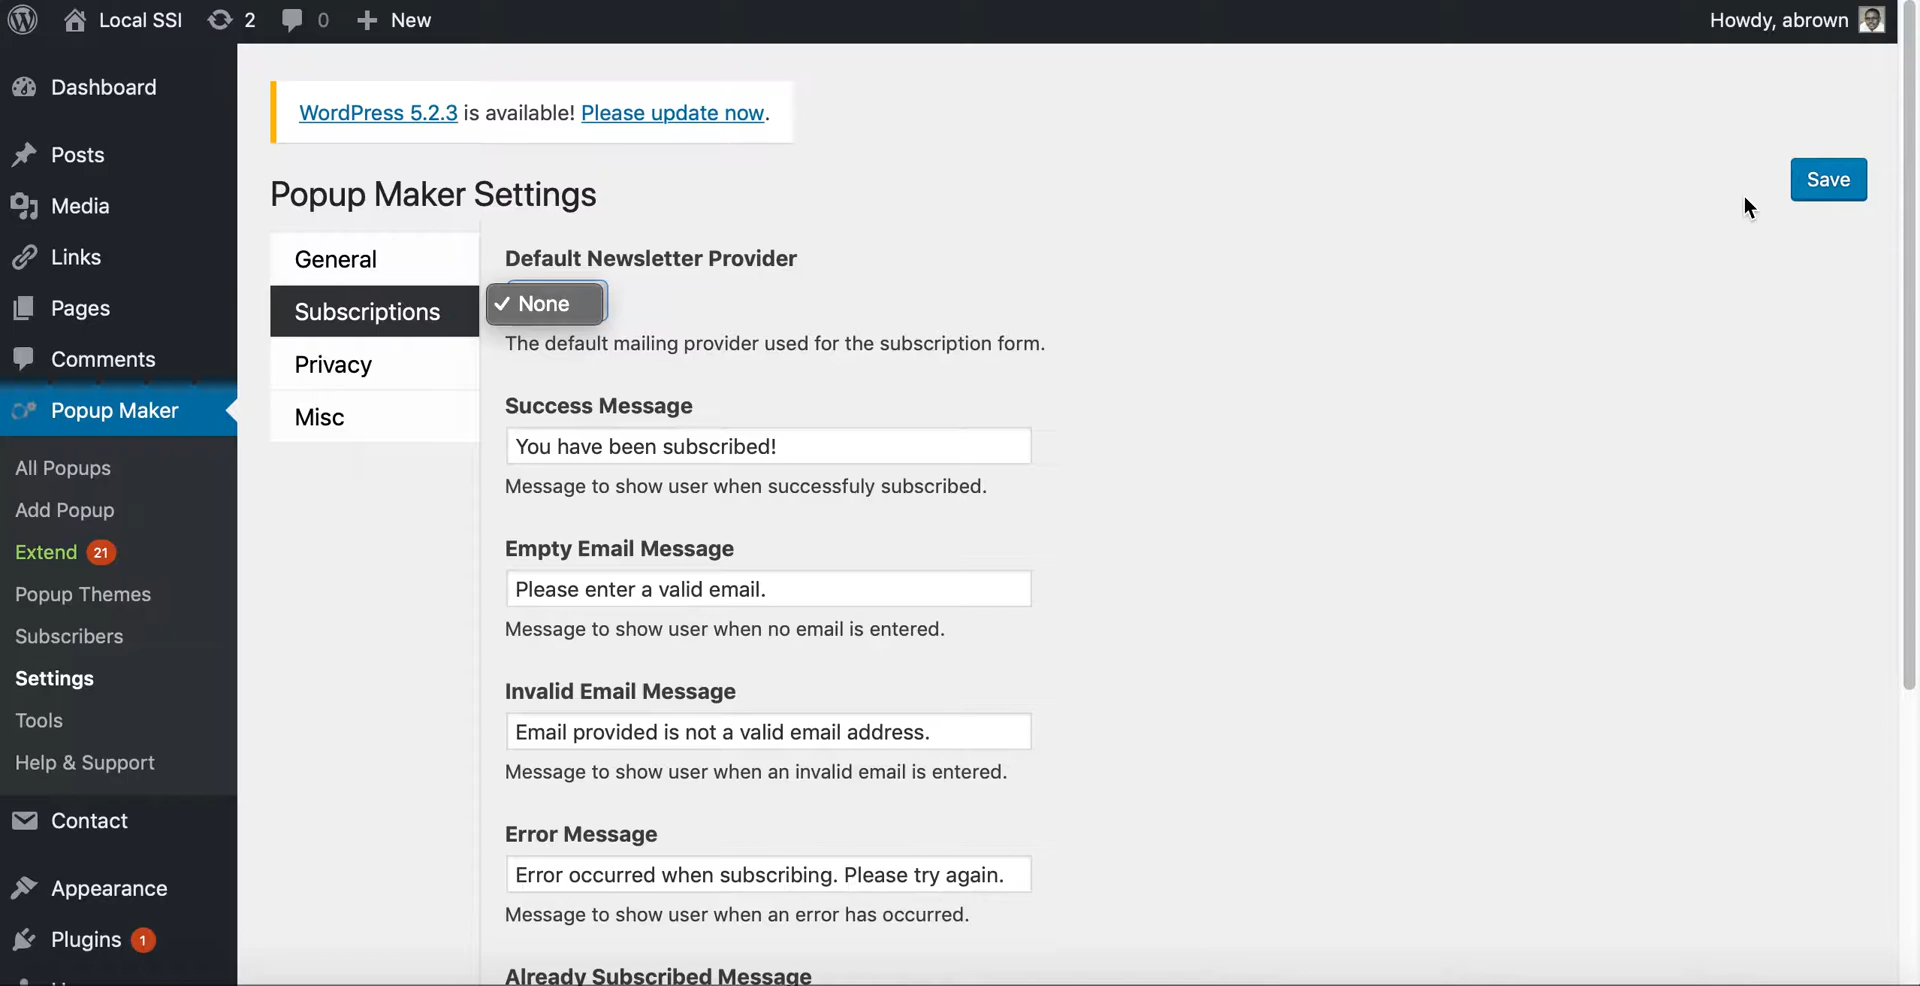 Local SSI 2 0 New Howdy, abrown
Dashboard
Posts
Media
Links
Pages
Comments
Popup Maker
All Popups
Add Popup
Extend 21
Popup Themes
Subscribers
Settings
Tools
Help & Support
Contact
Appearance
Plugins 1
WordPress 5.2.3 is available! Please update now.
Popup Maker Settings
Save
General
Subscriptions
Privacy
Misc
Default Newsletter Provider
None
The default mailing provider used for the subscription form.
Success Message
You have been subscribed!
Message to show user when successfuly subscribed.
Empty Email Message
Please enter a valid email.
Message to show user when no email is entered.
Invalid Email Message
Email provided is not a valid email address.
Message to show user when an invalid email is entered.
Error Message
Error occurred when subscribing. Please try again.
Message to show user when an error has occurred.
Already Subscribed Message